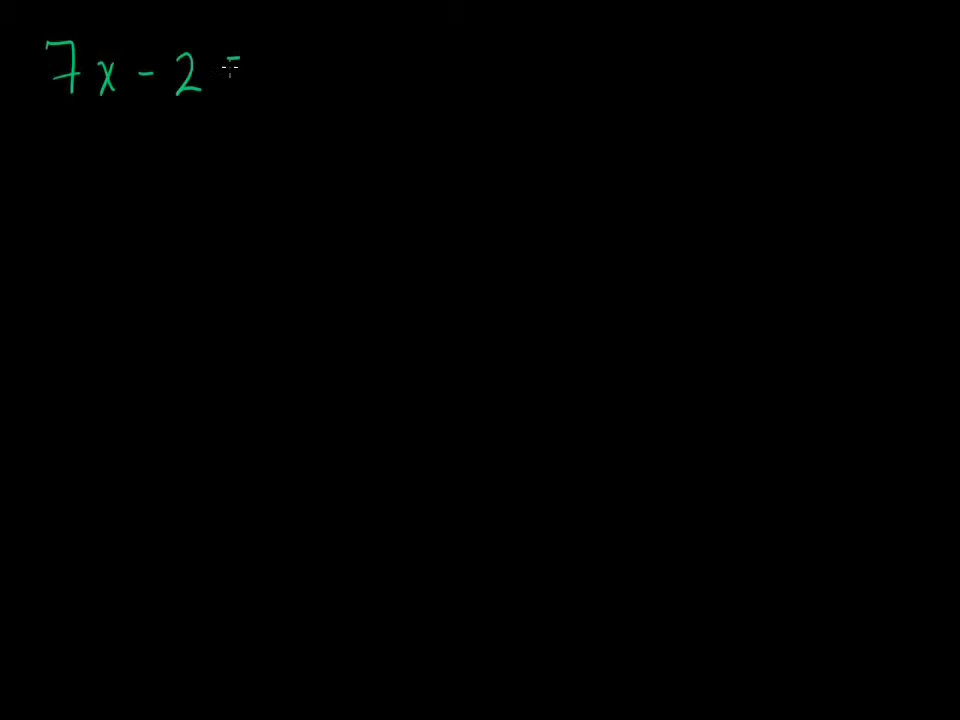 7x - 2 =